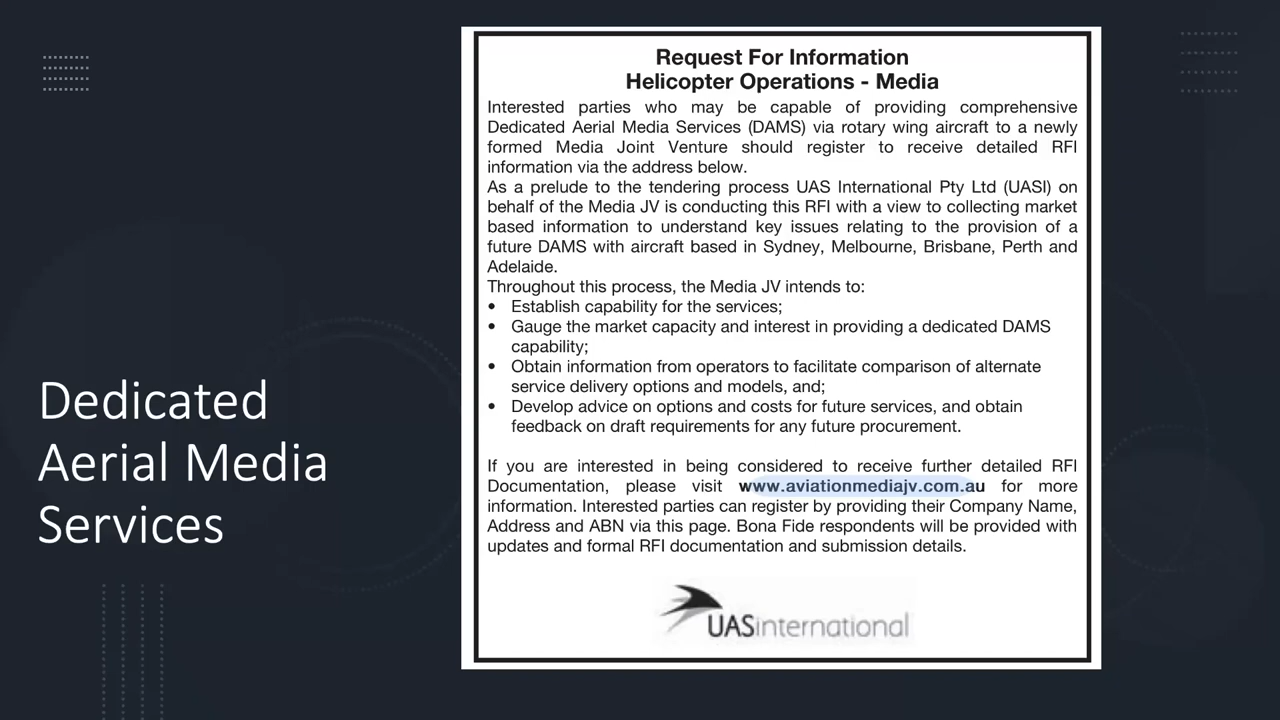 Dedicated
Aerial Media
Services
Request For Information
Helicopter Operations - Media
Interested parties who may be capable of providing comprehensive
Dedicated Aerial Media Services (DAMS) via rotary wing aircraft to a newly
formed Media Joint Venture should register to receive detailed RFI
information via the address below.
As a prelude to the tendering process UAS International Pty Ltd (UASI) on
behalf of the Media JV is conducting this RFI with a view to collecting market
based information to understand key issues relating to the provision of a
future DAMS with aircraft based in Sydney, Melbourne, Brisbane, Perth and
Adelaide.
Throughout this process, the Media JV intends to:
• Establish capability for the services;
• Gauge the market capacity and interest in providing a dedicated DAMS
capability;
• Obtain information from operators to facilitate comparison of alternate
service delivery options and models, and;
• Develop advice on options and costs for future services, and obtain
feedback on draft requirements for any future procurement.
If you are interested in being considered to receive further detailed RFI
Documentation, please visit www.aviationmediajv.com.au for more
information. Interested parties can register by providing their Company Name,
Address and ABN via this page. Bona Fide respondents will be provided with
updates and formal RFI documentation and submission details.
UASinternational